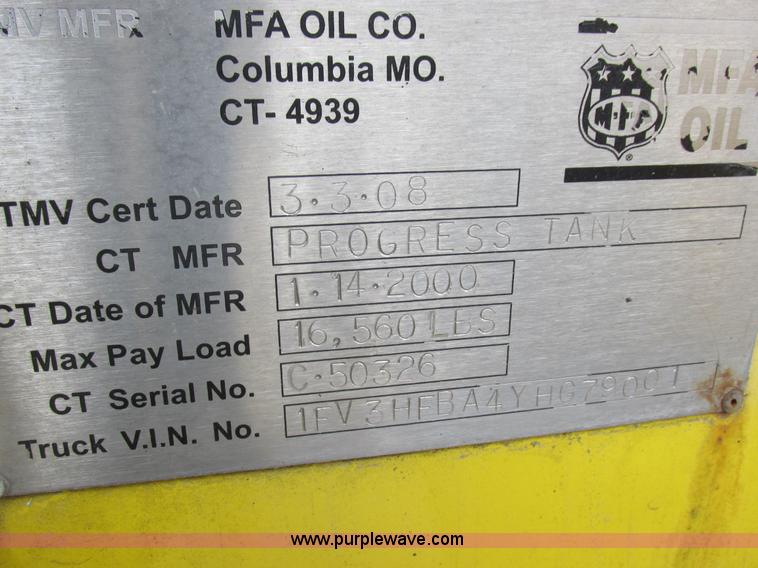 MV MFR MFA OIL CO.
Columbia MO.
CT- 4939
M·F·A
®
MFA
OIL
TMV Cert Date 3·3·08
CT MFR PROGRESS TANK
CT Date of MFR 1·14·2000
Max Pay Load 16,560 LBS
CT Serial No. C-50326
Truck V.I.N. No. 1FV3HFBA4YHG79001
www.purplewave.com